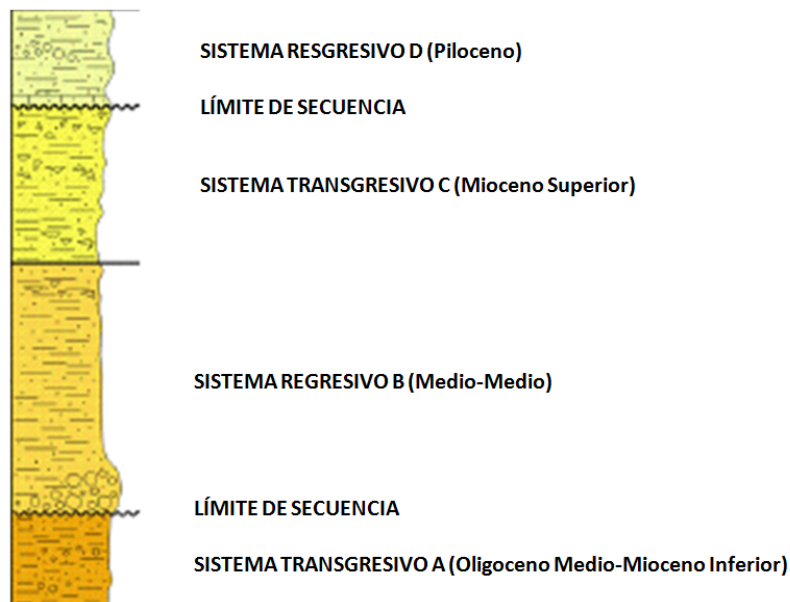 SISTEMA RESGRESIVO D (Piloceno)
LÍMITE DE SECUENCIA
SISTEMA TRANSGRESIVO C (Mioceno Superior)
SISTEMA REGRESIVO B (Medio-Medio)
LÍMITE DE SECUENCIA
SISTEMA TRANSGRESIVO A (Oligoceno Medio-Mioceno Inferior)